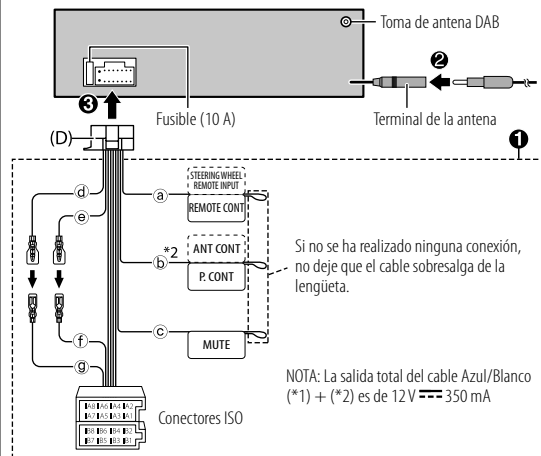 Toma de antena DAB
❷
❸
Fusible (10 A)
Terminal de la antena
(D)
❶
ⓓ
ⓔ
ⓐ
STEERING WHEEL
REMOTE INPUT
REMOTE CONT
*2
ⓑ
ANT CONT
P. CONT
Si no se ha realizado ninguna conexión,
no deje que el cable sobresalga de la
lengüeta.
ⓒ
MUTE
ⓕ
ⓖ
NOTA: La salida total del cable Azul/Blanco
(*1) + (*2) es de 12 V ⎓ 350 mA
Conectores ISO
A8 A6 A4 A2
A7 A5 A3 A1
B8 B6 B4 B2
B7 B5 B3 B1